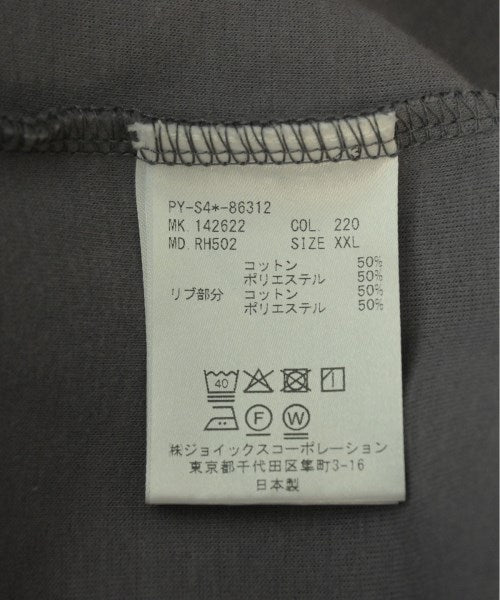 PY-S4*-86312
MK. 142622 COL. 220
MD. RH502 SIZE XXL
コットン 50%
ポリエステル 50%
リブ部分 コットン 50%
ポリエステル 50%
40
F W
株ジョイックスコーポレーション
東京都千代田区隼町3-16
日本製